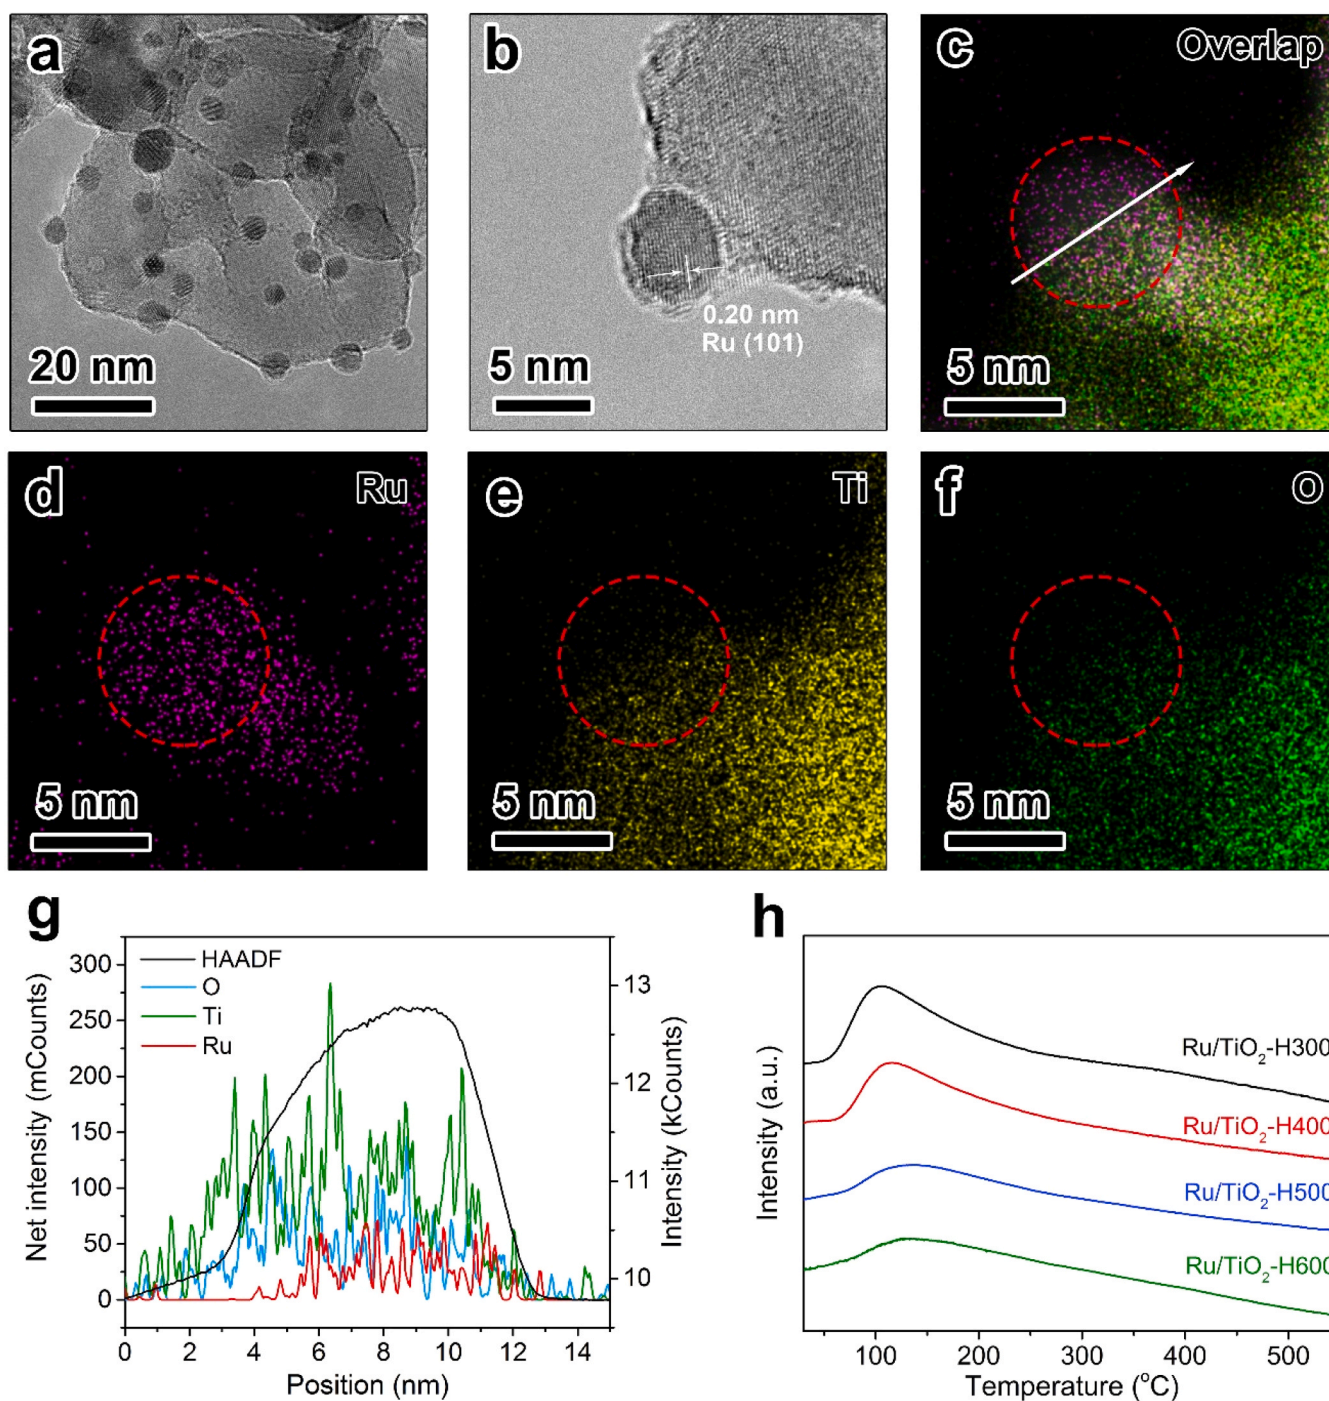 a
20 nm
b
0.20 nm
Ru (101)
5 nm
c
Overlap
5 nm
d
Ru
5 nm
e
Ti
5 nm
f
O
5 nm
g
HAADF
O
Ti
Ru
300
250
200
150
100
50
0
Net intensity (mCounts)
13
12
11
10
Intensity (kCounts)
0 2 4 6 8 10 12 14
Position (nm)
h
Ru/TiO₂-H300
Ru/TiO₂-H400
Ru/TiO₂-H500
Ru/TiO₂-H600
Intensity (a.u.)
100 200 300 400 500
Temperature (°C)